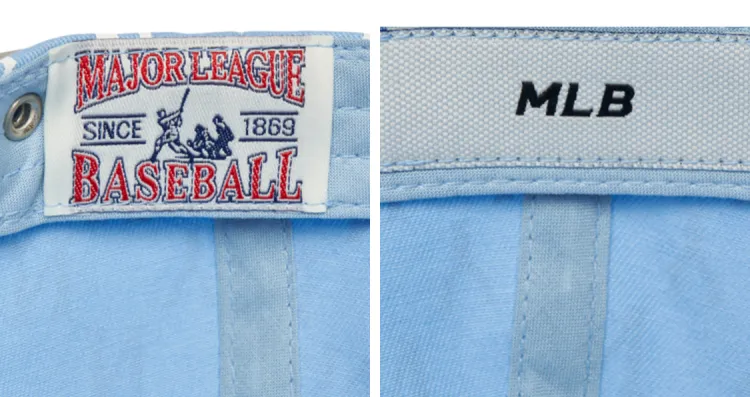 MAJOR LEAGUE
SINCE 1869
BASEBALL
MLB